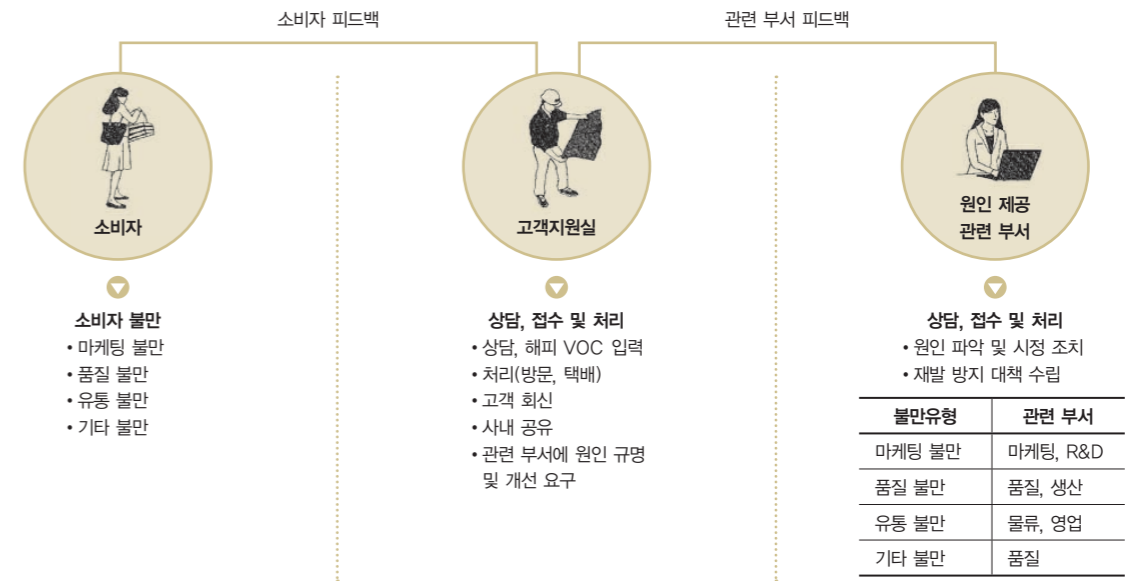 소비자 피드백
관련 부서 피드백
소비자
고객지원실
원인 제공
관련 부서
소비자 불만
• 마케팅 불만
• 품질 불만
• 유통 불만
• 기타 불만
상담, 접수 및 처리
• 상담, 해피 VOC 입력
• 처리(방문, 택배)
• 고객 회신
• 사내 공유
• 관련 부서에 원인 규명
및 개선 요구
상담, 접수 및 처리
• 원인 파악 및 시정 조치
• 재발 방지 대책 수립
불만유형 관련 부서
마케팅 불만 마케팅, R&D
품질 불만 품질, 생산
유통 불만 물류, 영업
기타 불만 품질